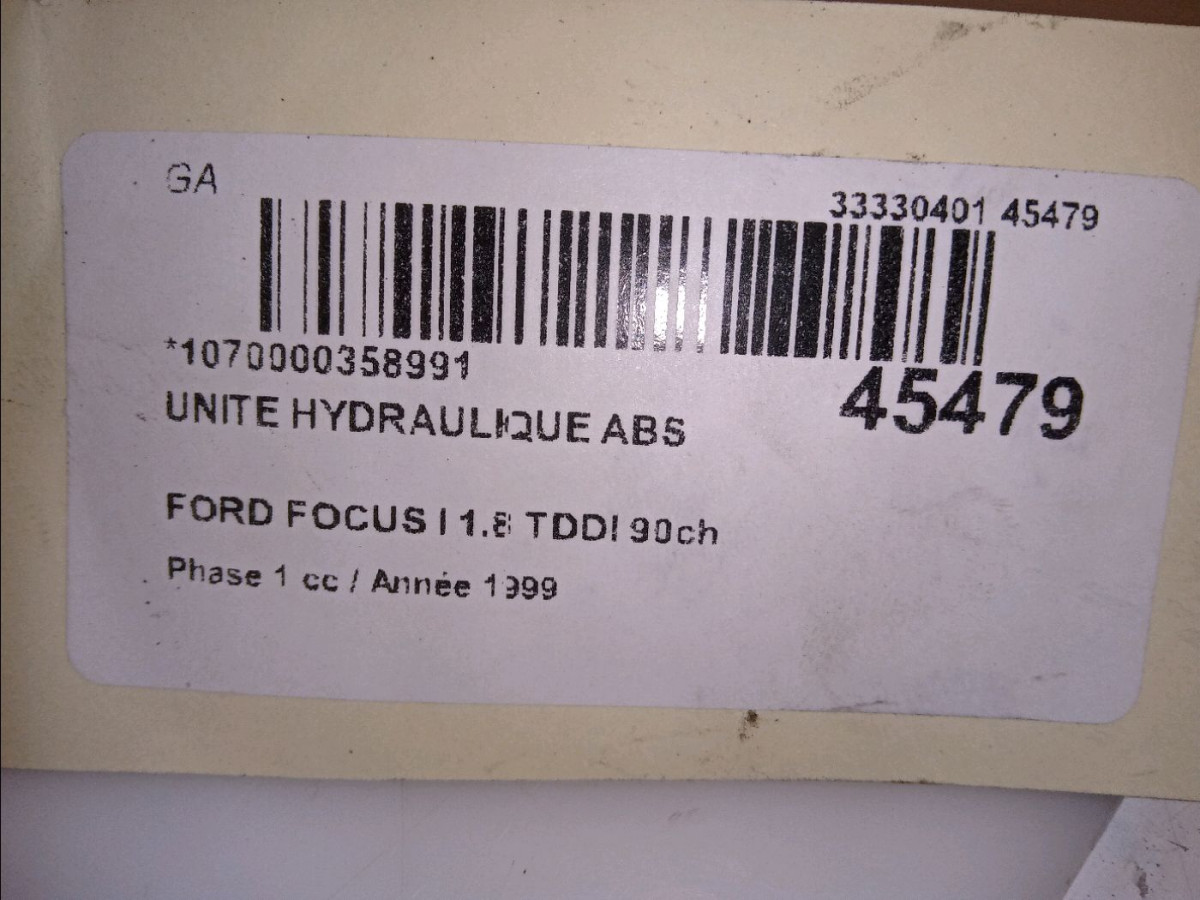 GA
33330401 45479
*1070000358991
45479
UNITE HYDRAULIQUE ABS
FORD FOCUS I 1.8 TDDI 90ch
Phase 1 cc / Année 1999